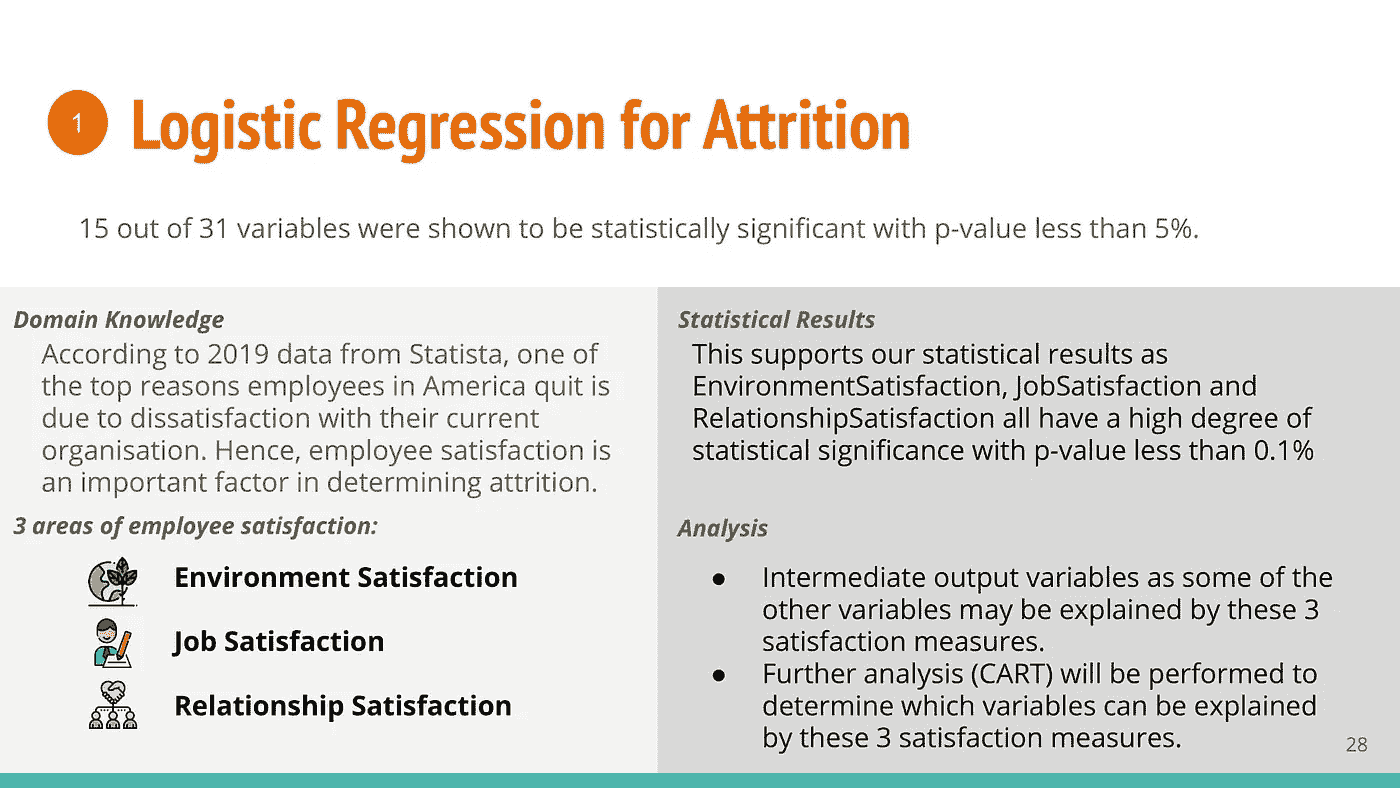 1
Logistic Regression for Attrition
15 out of 31 variables were shown to be statistically significant with p-value less than 5%.
Domain Knowledge
According to 2019 data from Statista, one of
the top reasons employees in America quit is
due to dissatisfaction with their current
organisation. Hence, employee satisfaction is
an important factor in determining attrition.
3 areas of employee satisfaction:
Environment Satisfaction
Job Satisfaction
Relationship Satisfaction
Statistical Results
This supports our statistical results as
EnvironmentSatisfaction, JobSatisfaction and
RelationshipSatisfaction all have a high degree of
statistical significance with p-value less than 0.1%
Analysis
● Intermediate output variables as some of the
other variables may be explained by these 3
satisfaction measures.
● Further analysis (CART) will be performed to
determine which variables can be explained
by these 3 satisfaction measures.
28